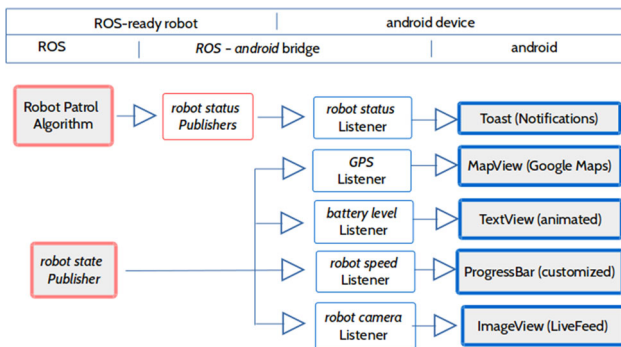 ROS-ready robot
android device
ROS
ROS - android bridge
android
Robot Patrol
Algorithm
robot status
Publishers
robot status
Listener
Toast (Notifications)
GPS
Listener
MapView (Google Maps)
battery level
Listener
TextView (animated)
robot state
Publisher
robot speed
Listener
ProgressBar (customized)
robot camera
Listener
ImageView (LiveFeed)